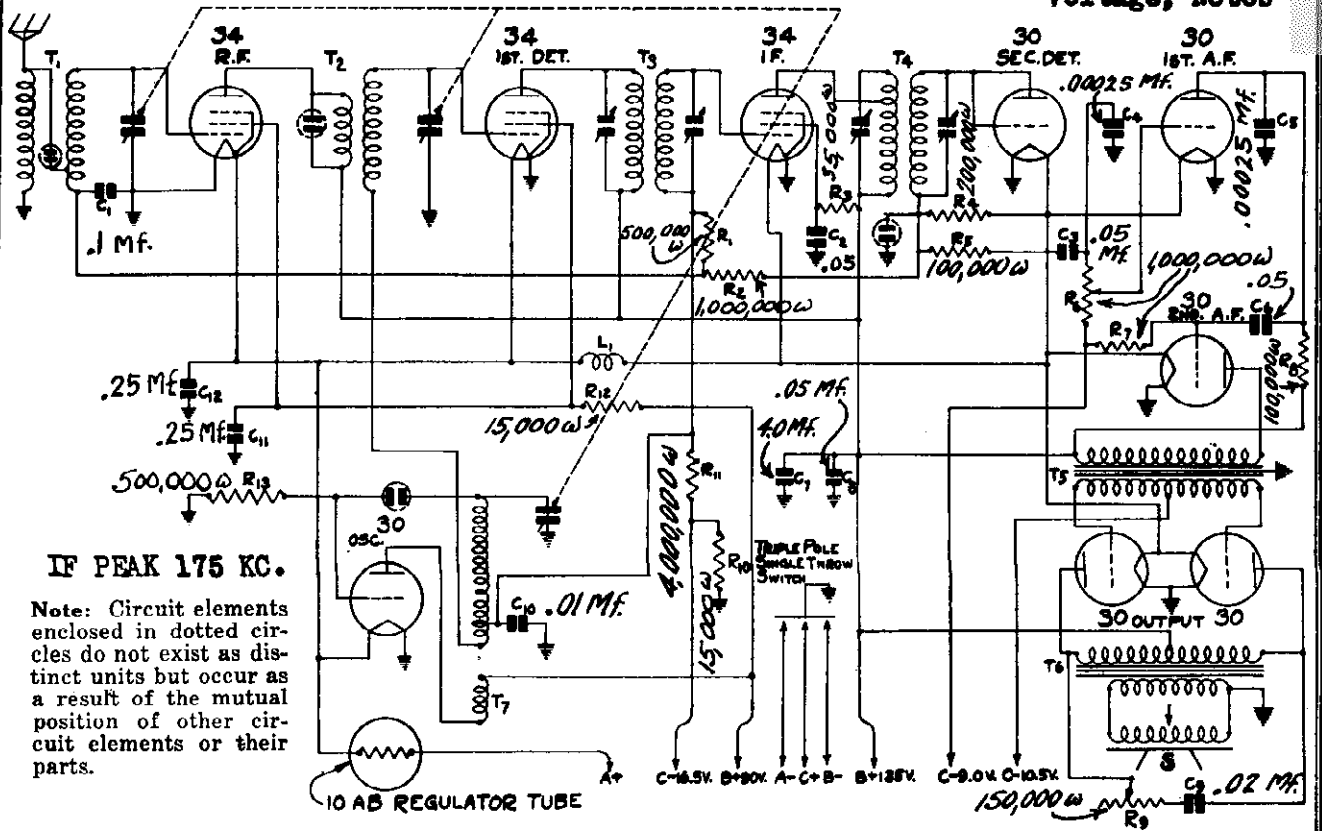 Voltage, Notes
34
R.F.
34
1ST. DET.
34
I.F.
30
SEC. DET.
30
1ST. A.F.
T1
T2
T3
T4
.00025 Mf.
C4
C5
.00025 Mf.
C1
.1 Mf.
500,000 ω
R1
R2
1,000,000 ω
55,000 ω
R3
C2
.05
200,000 ω
R4
R5
100,000 ω
C3
.05
Mf.
R6
1,000,000 ω
R7
30
2ND. A.F.
C6
.05
100,000 ω
R8
L1
.25 Mf.
C12
.25 Mf.
C11
R12
15,000 ω
500,000 ω
R13
30
OSC.
4,000,000 ω
R11
R10
15,000 ω
C10
.01 Mf.
T7
4.0 Mf.
C7
.05 Mf.
C8
TRIPLE POLE
SINGLE THROW
SWITCH
T5
30 OUTPUT 30
T6
S
IF PEAK 175 KC.
Note: Circuit elements
enclosed in dotted cir-
cles do not exist as dis-
tinct units but occur as
a result of the mutual
position of other cir-
cuit elements or their
parts.
10 AB REGULATOR TUBE
A+
C-16.5V.
B+90V.
A-
C+
B-
B+135V.
C-9.0V.
C-10.5V.
150,000 ω
R9
C9
.02 Mf.